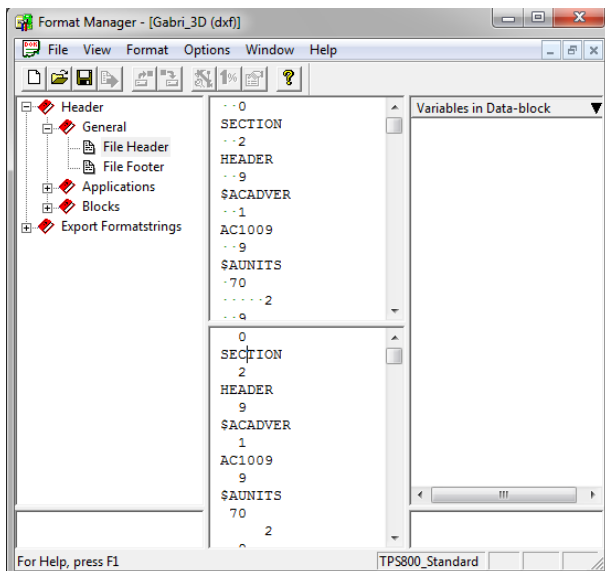 Format Manager - [Gabri_3D (dxf)]
File View Format Options Window Help
Header
General
File Header
File Footer
Applications
Blocks
Export Formatstrings
··0
SECTION
··2
HEADER
··9
$ACADVER
··1
AC1009
··9
$AUNITS
·70
·····2
··9
0
SECTION
2
HEADER
9
$ACADVER
1
AC1009
9
$AUNITS
70
2
Variables in Data-block
For Help, press F1
TPS800_Standard